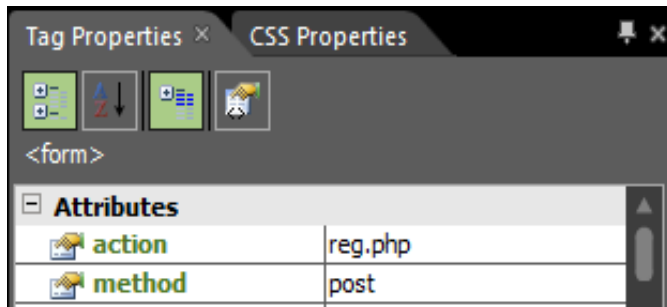 Tag Properties × CSS Properties
A
Z
<form>
Attributes
action reg.php
method post